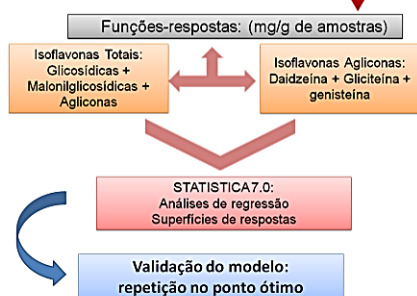 Funções-respostas: (mg/g de amostras)
Isoflavonas Totais:
Glicosídicas +
Malonilglicosídicas +
Agliconas
Isoflavonas Agliconas:
Daidzeína + Gliciteína +
genisteína
STATISTICA7.0:
Análises de regressão
Superfícies de respostas
Validação do modelo:
repetição no ponto ótimo